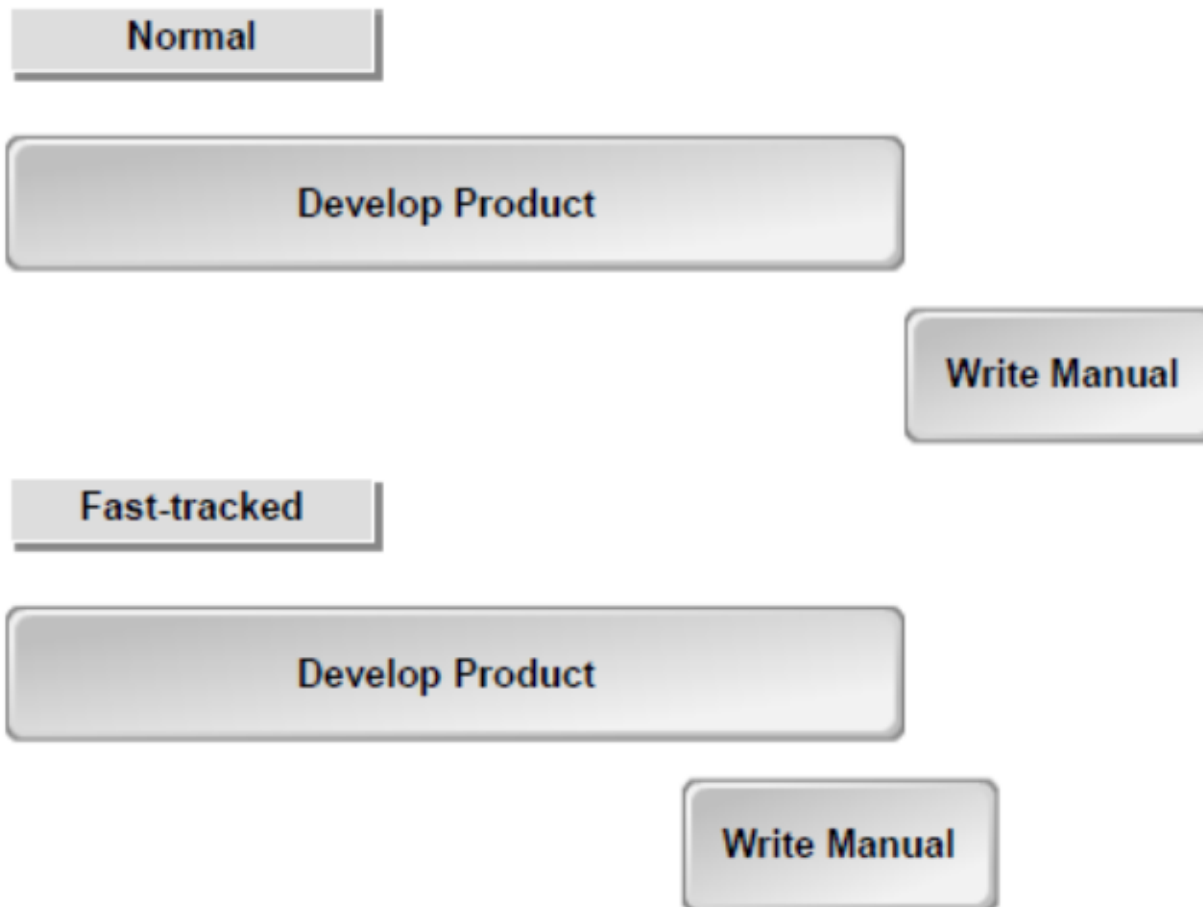 Normal
Develop Product
Write Manual
Fast-tracked
Develop Product
Write Manual